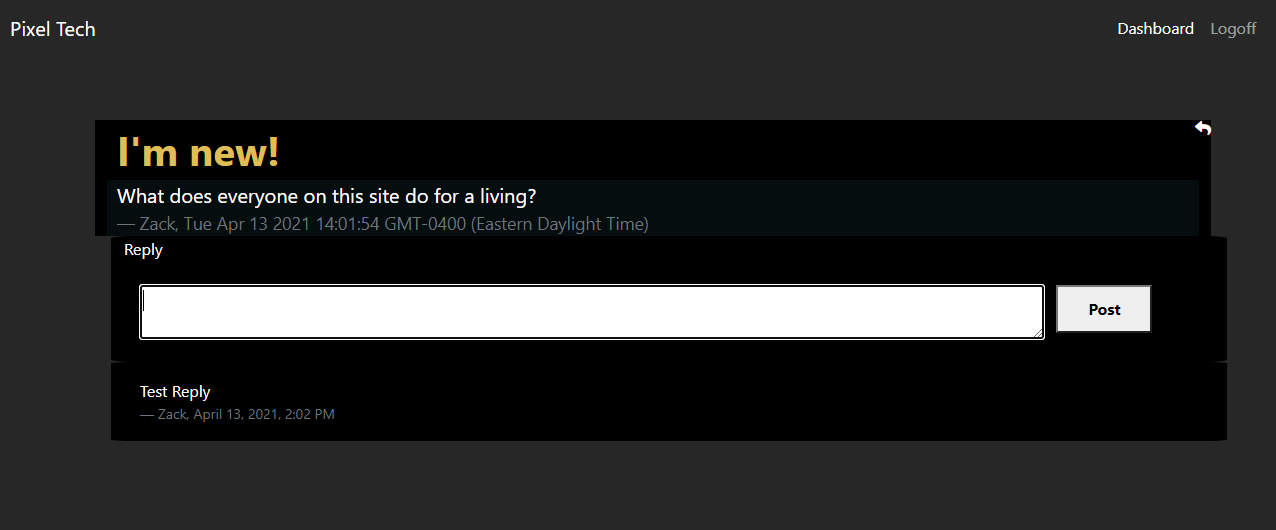 Pixel Tech
Dashboard Logoff
I'm new!
What does everyone on this site do for a living?
— Zack, Tue Apr 13 2021 14:01:54 GMT-0400 (Eastern Daylight Time)
Reply
Post
Test Reply
— Zack, April 13, 2021, 2:02 PM